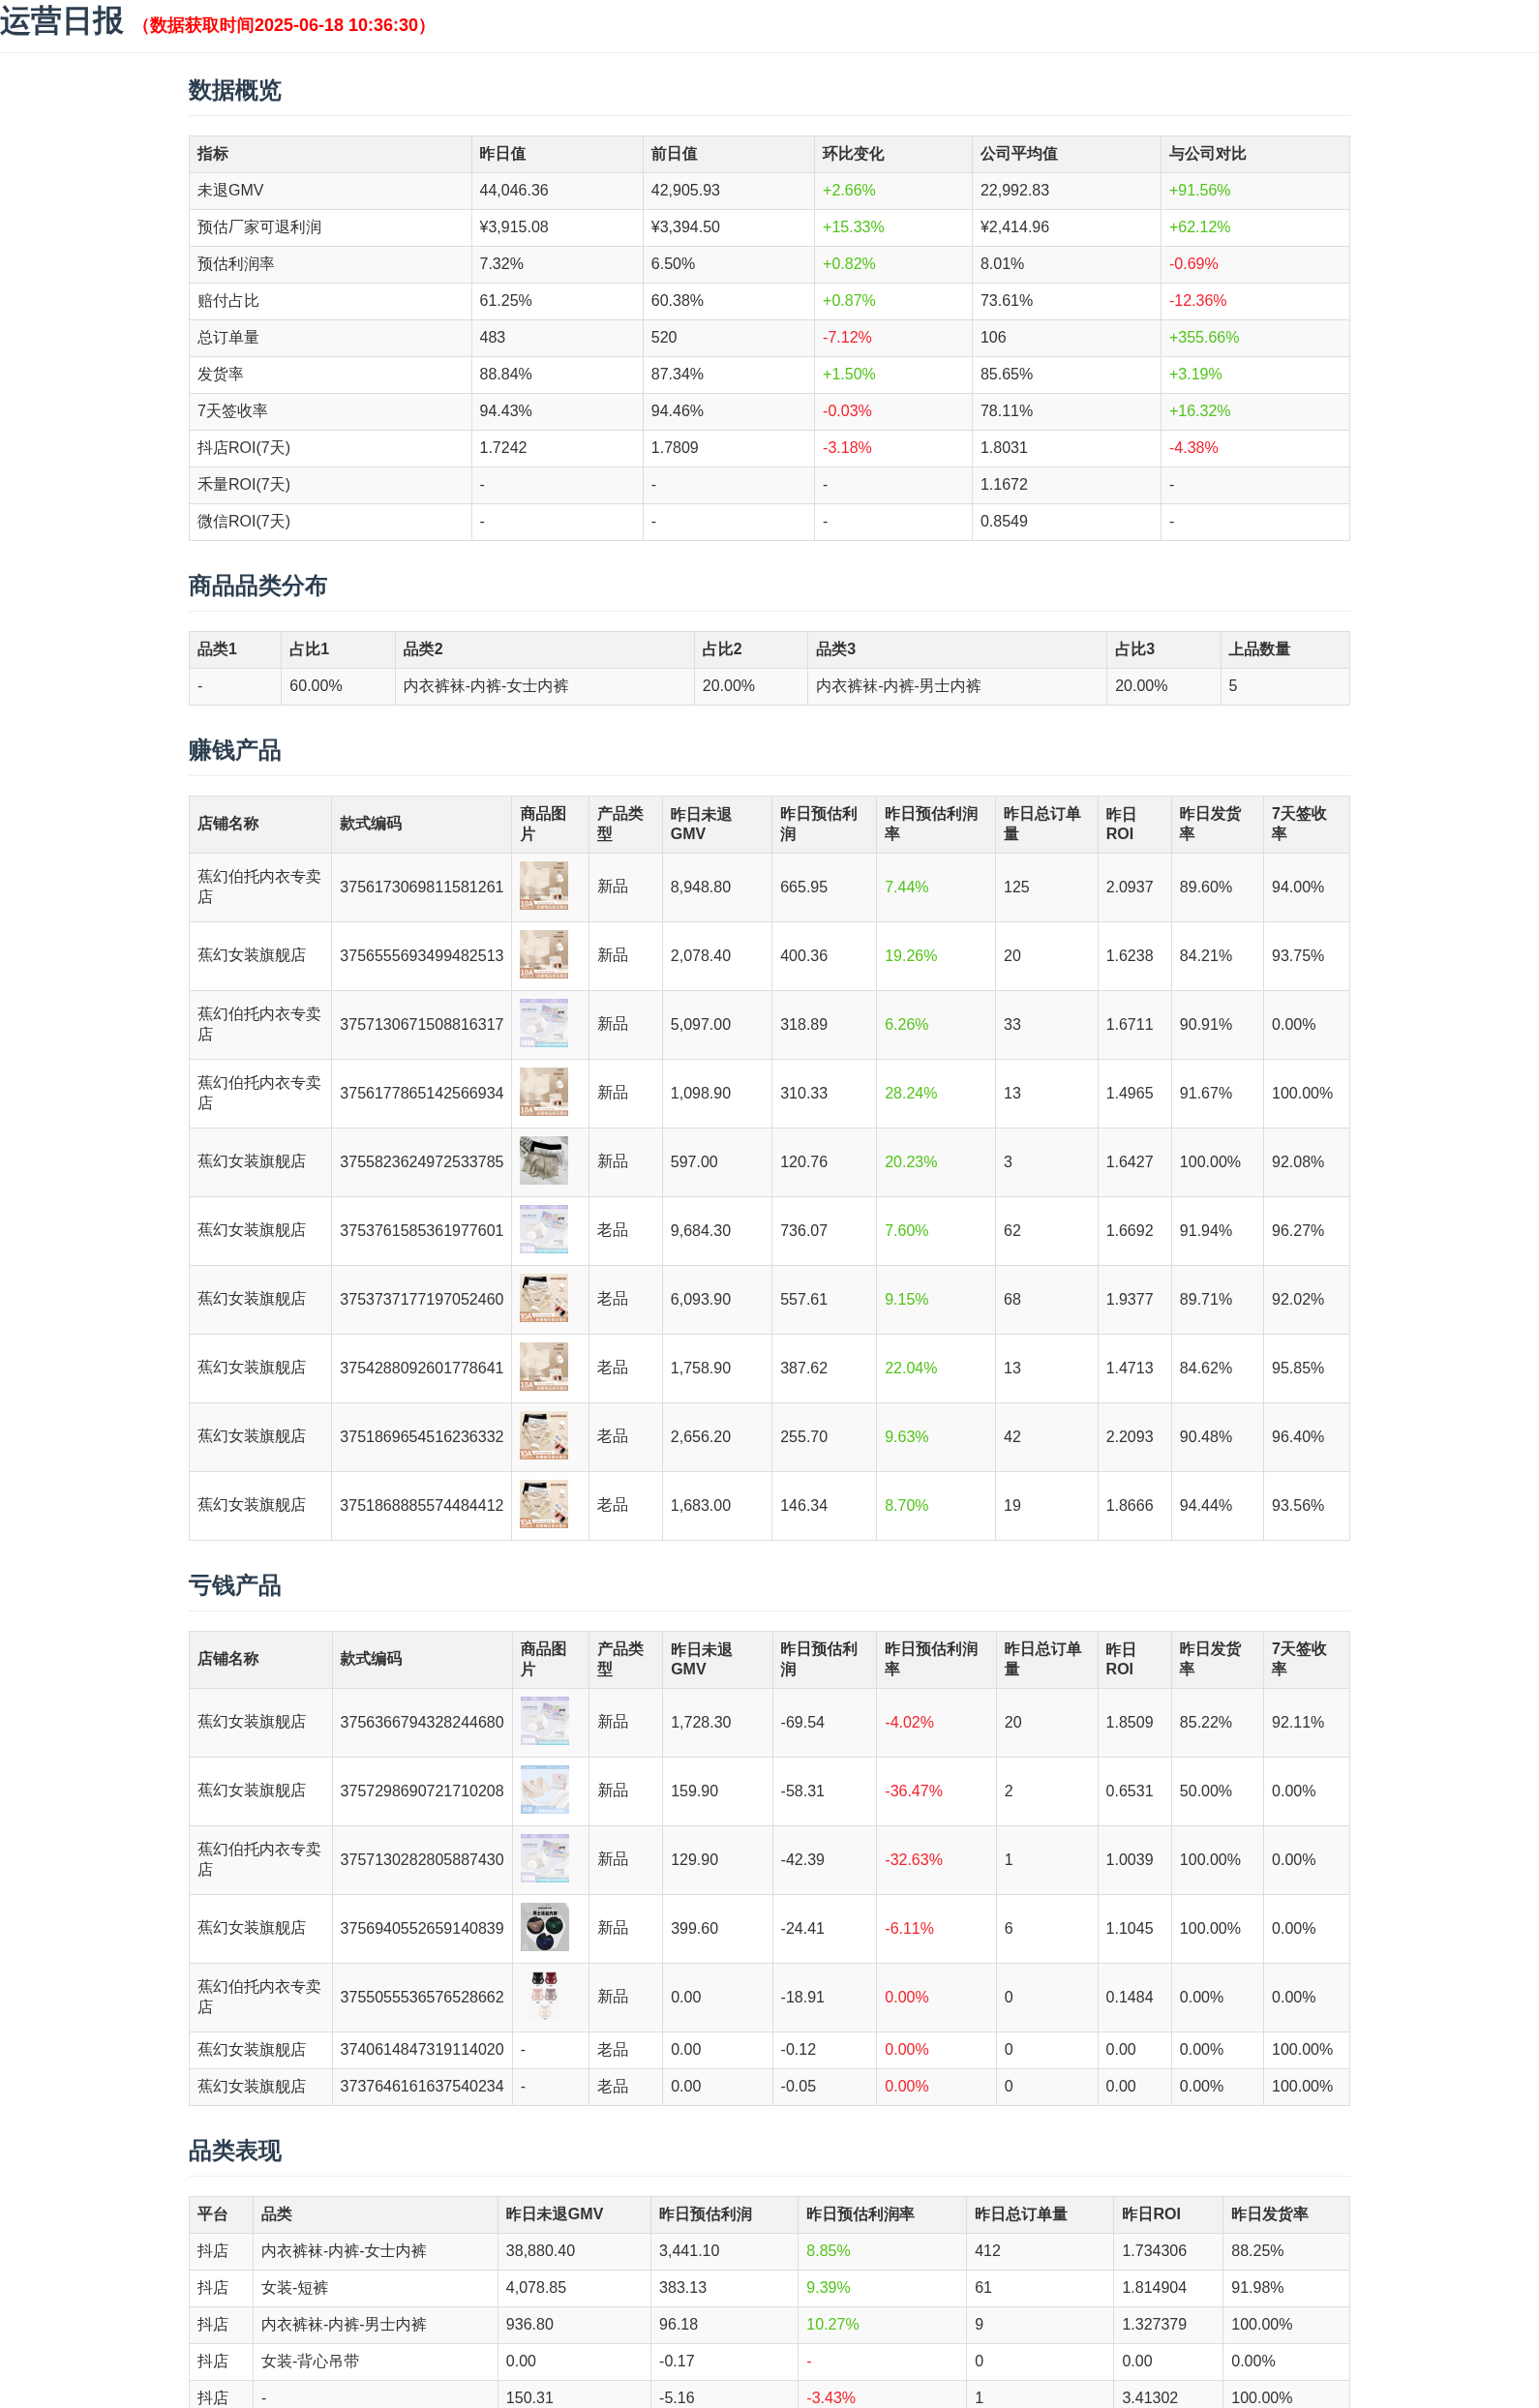 运营日报 （数据获取时间2025-06-18 10:36:30）
数据概览
指标 昨日值 前日值 环比变化 公司平均值 与公司对比
未退GMV 44,046.36 42,905.93 +2.66% 22,992.83 +91.56%
预估厂家可退利润 ¥3,915.08 ¥3,394.50 +15.33% ¥2,414.96 +62.12%
预估利润率 7.32% 6.50% +0.82% 8.01% -0.69%
赔付占比 61.25% 60.38% +0.87% 73.61% -12.36%
总订单量 483 520 -7.12% 106 +355.66%
发货率 88.84% 87.34% +1.50% 85.65% +3.19%
7天签收率 94.43% 94.46% -0.03% 78.11% +16.32%
抖店ROI(7天) 1.7242 1.7809 -3.18% 1.8031 -4.38%
禾量ROI(7天) - - - 1.1672 -
微信ROI(7天) - - - 0.8549 -
商品品类分布
品类1 占比1 品类2 占比2 品类3 占比3 上品数量
- 60.00% 内衣裤袜-内裤-女士内裤 20.00% 内衣裤袜-内裤-男士内裤 20.00% 5
赚钱产品
店铺名称 款式编码 商品图片 产品类型 昨日未退GMV 昨日预估利润 昨日预估利润率 昨日总订单量 昨日ROI 昨日发货率 7天签收率
蕉幻伯托内衣专卖店 3756173069811581261 10A 新品 8,948.80 665.95 7.44% 125 2.0937 89.60% 94.00%
蕉幻女装旗舰店 3756555693499482513 10A 新品 2,078.40 400.36 19.26% 20 1.6238 84.21% 93.75%
蕉幻伯托内衣专卖店 3757130671508816317 新品 5,097.00 318.89 6.26% 33 1.6711 90.91% 0.00%
蕉幻伯托内衣专卖店 3756177865142566934 10A 新品 1,098.90 310.33 28.24% 13 1.4965 91.67% 100.00%
蕉幻女装旗舰店 3755823624972533785 新品 597.00 120.76 20.23% 3 1.6427 100.00% 92.08%
蕉幻女装旗舰店 3753761585361977601 老品 9,684.30 736.07 7.60% 62 1.6692 91.94% 96.27%
蕉幻女装旗舰店 3753737177197052460 10A 老品 6,093.90 557.61 9.15% 68 1.9377 89.71% 92.02%
蕉幻女装旗舰店 3754288092601778641 10A 老品 1,758.90 387.62 22.04% 13 1.4713 84.62% 95.85%
蕉幻女装旗舰店 3751869654516236332 10A 老品 2,656.20 255.70 9.63% 42 2.2093 90.48% 96.40%
蕉幻女装旗舰店 3751868885574484412 10A 老品 1,683.00 146.34 8.70% 19 1.8666 94.44% 93.56%
亏钱产品
店铺名称 款式编码 商品图片 产品类型 昨日未退GMV 昨日预估利润 昨日预估利润率 昨日总订单量 昨日ROI 昨日发货率 7天签收率
蕉幻女装旗舰店 3756366794328244680 新品 1,728.30 -69.54 -4.02% 20 1.8509 85.22% 92.11%
蕉幻女装旗舰店 3757298690721710208 新品 159.90 -58.31 -36.47% 2 0.6531 50.00% 0.00%
蕉幻伯托内衣专卖店 3757130282805887430 新品 129.90 -42.39 -32.63% 1 1.0039 100.00% 0.00%
蕉幻女装旗舰店 3756940552659140839 新品 399.60 -24.41 -6.11% 6 1.1045 100.00% 0.00%
蕉幻伯托内衣专卖店 3755055536576528662 新品 0.00 -18.91 0.00% 0 0.1484 0.00% 0.00%
蕉幻女装旗舰店 3740614847319114020 - 老品 0.00 -0.12 0.00% 0 0.00 0.00% 100.00%
蕉幻女装旗舰店 3737646161637540234 - 老品 0.00 -0.05 0.00% 0 0.00 0.00% 100.00%
品类表现
平台 品类 昨日未退GMV 昨日预估利润 昨日预估利润率 昨日总订单量 昨日ROI 昨日发货率
抖店 内衣裤袜-内裤-女士内裤 38,880.40 3,441.10 8.85% 412 1.734306 88.25%
抖店 女装-短裤 4,078.85 383.13 9.39% 61 1.814904 91.98%
抖店 内衣裤袜-内裤-男士内裤 936.80 96.18 10.27% 9 1.327379 100.00%
抖店 女装-背心吊带 0.00 -0.17 - 0 0.00 0.00%
抖店 - 150.31 -5.16 -3.43% 1 3.41302 100.00%